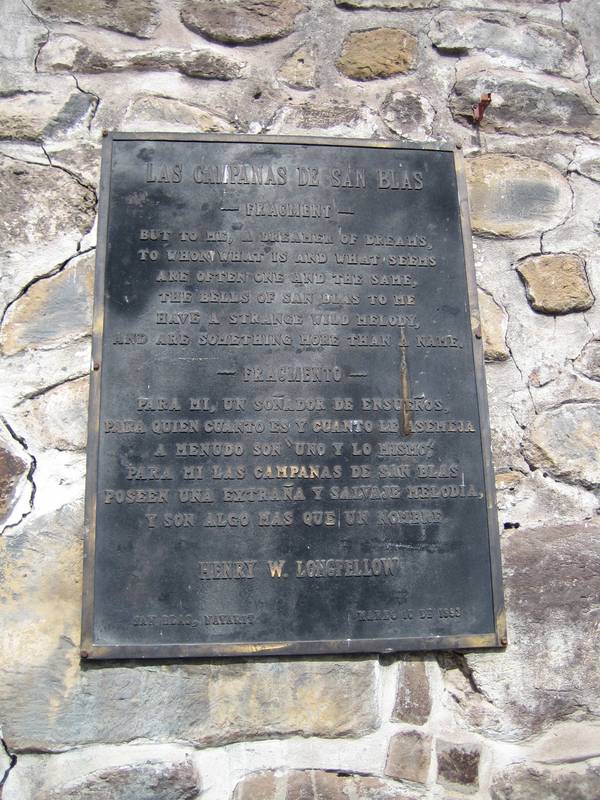 LAS CAMPANAS DE SAN BLAS
— FRAGMENT —
BUT TO ME, A DREAMER OF DREAMS,
TO WHON WHAT IS AND WHAT SEEMS
ARE OFTEN ONE AND THE SAME,
THE BELLS OF SAN BLAS TO ME
HAVE A STRANGE WILD MELODY,
AND ARE SOMETHING MORE THAN A NAME.
— FRAGMENTO —
PARA MI, UN SOÑADOR DE ENSUEÑOS,
PARA QUIEN CUANTO ES Y CUANTO LE ASEMEJA
A MENUDO SON UNO Y LO MISMO,
PARA MI LAS CAMPANAS DE SAN BLAS
POSEEN UNA EXTRAÑA Y SALVAJE MELODIA,
Y SON ALGO MAS QUE UN NOMBRE
HENRY W. LONGFELLOW
SAN BLAS, NAYARIT
MARZO DE